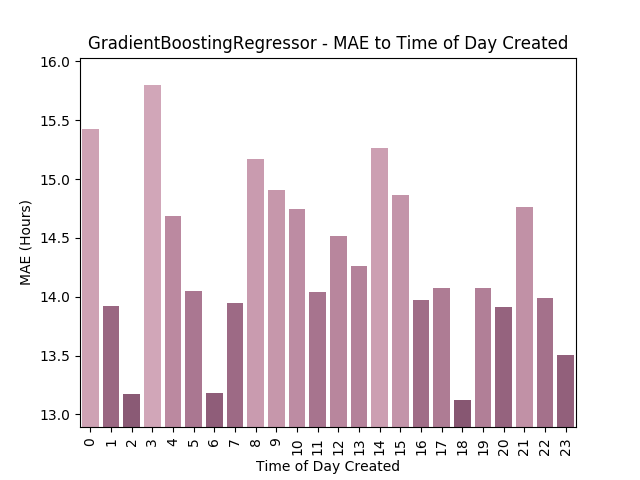 GradientBoostingRegressor - MAE to Time of Day Created
16.0
15.5
15.0
14.5
14.0
13.5
13.0
MAE (Hours)
0 1 2 3 4 5 6 7 8 9 10 11 12 13 14 15 16 17 18 19 20 21 22 23
Time of Day Created